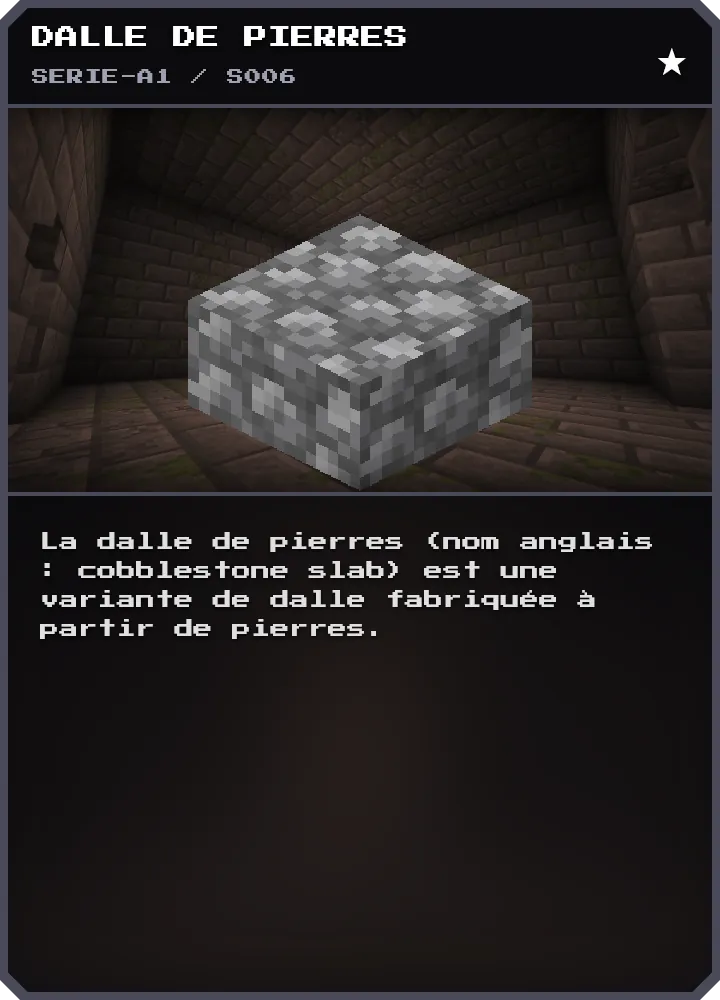 DALLE DE PIERRES
SERIE-A1 / S006
La dalle de pierres (nom anglais
: cobblestone slab) est une
variante de dalle fabriquée à
partir de pierres.